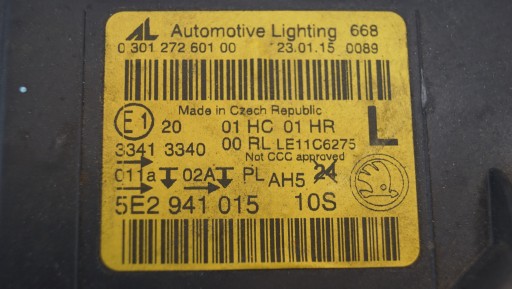 AL Automotive Lighting 668
0 301 272 601 00 23.01.15 0089
Made in Czech Republic
E1 20 01 HC 01 HR L
3341 3340 00 RL LE11C6275
Not CCC approved
011a 02A PL AH5 24
5E2 941 015 10S